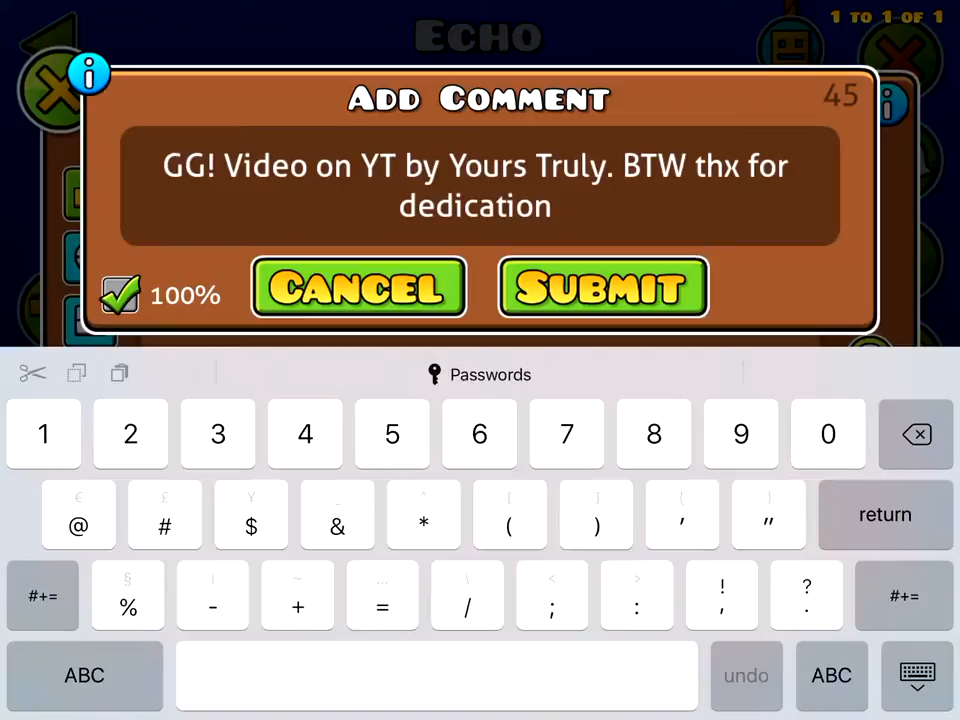 Echo
1 to 1 of 1
Add Comment
45
GG! Video on YT by Yours Truly. BTW thx for
dedication
100%
Cancel
Submit
Passwords
1 2 3 4 5 6 7 8 9 0
€ £ ¥ _ ^ [ ] { }
@ # $ & * ( ) ' "
return
#+=
§ | ~ … \ < > ! ?
% - + = / ; : , .
#+=
ABC
undo
ABC